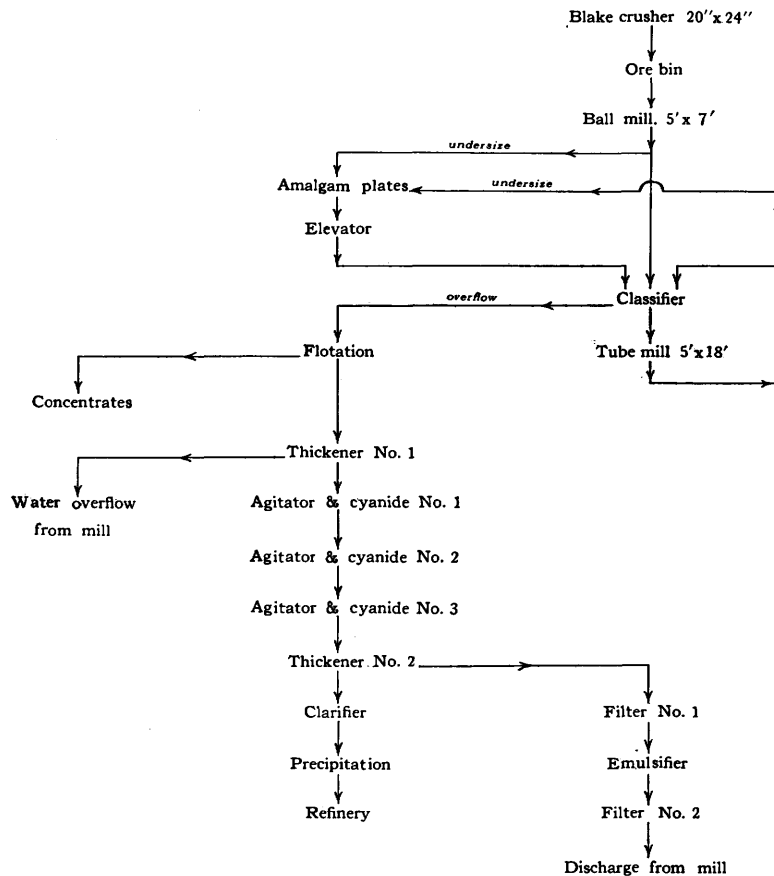 Blake crusher 20"x 24"
Ore bin
Ball mill. 5'x 7'
undersize
Amalgam plates
undersize
Elevator
Classifier
overflow
Flotation
Tube mill 5'x18'
Concentrates
Thickener No. 1
Water overflow
from mill
Agitator & cyanide No. 1
Agitator & cyanide No. 2
Agitator & cyanide No. 3
Thickener No. 2
Clarifier
Filter No. 1
Precipitation
Emulsifier
Refinery
Filter No. 2
Discharge from mill